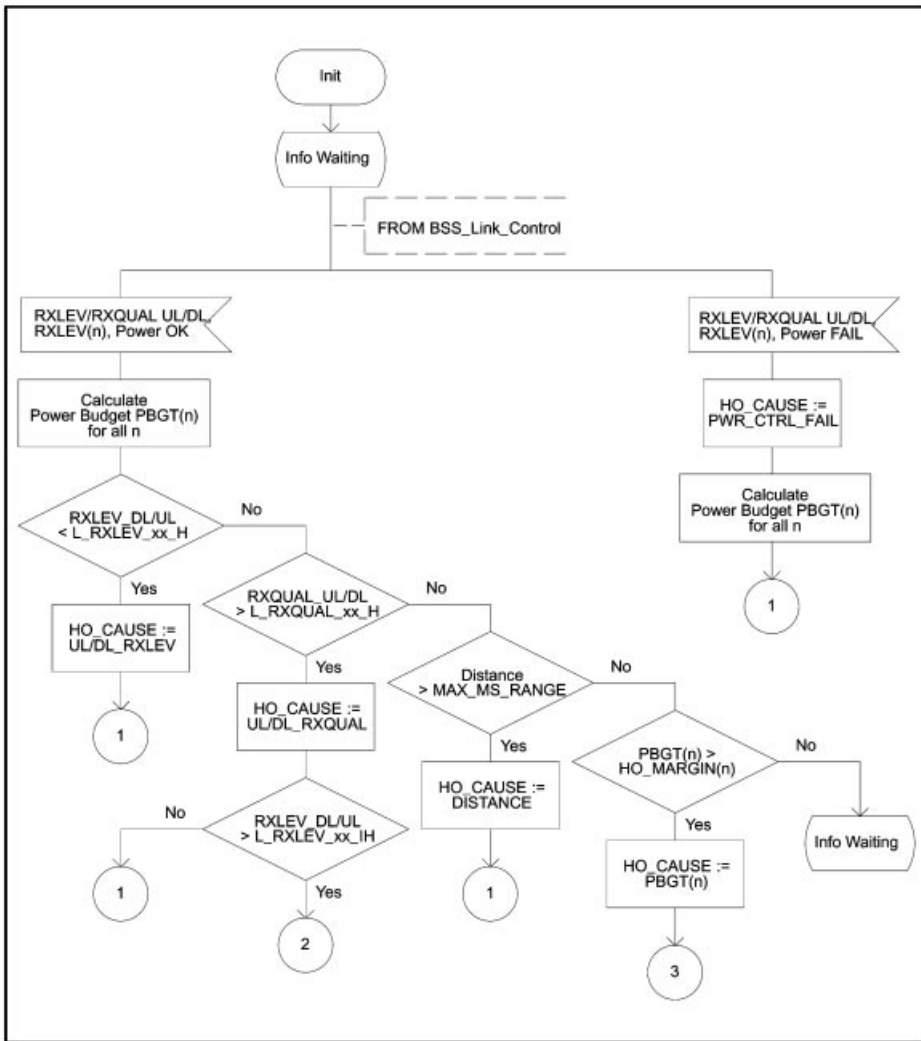 Init
Info Waiting
FROM BSS_Link_Control
RXLEV/RXQUAL UL/DL,
RXLEV(n), Power OK
RXLEV/RXQUAL UL/DL,
RXLEV(n), Power FAIL
Calculate
Power Budget PBGT(n)
for all n
HO_CAUSE :=
PWR_CTRL_FAIL
RXLEV_DL/UL
< L_RXLEV_xx_H
No
Yes
Calculate
Power Budget PBGT(n)
for all n
1
HO_CAUSE :=
UL/DL_RXLEV
1
RXQUAL_UL/DL
> L_RXQUAL_xx_H
No
Yes
HO_CAUSE :=
UL/DL_RXQUAL
RXLEV_DL/UL
> L_RXLEV_xx_IH
No
1
Yes
2
Distance
> MAX_MS_RANGE
No
Yes
HO_CAUSE :=
DISTANCE
1
PBGT(n) >
HO_MARGIN(n)
No
Yes
Info Waiting
HO_CAUSE :=
PBGT(n)
3